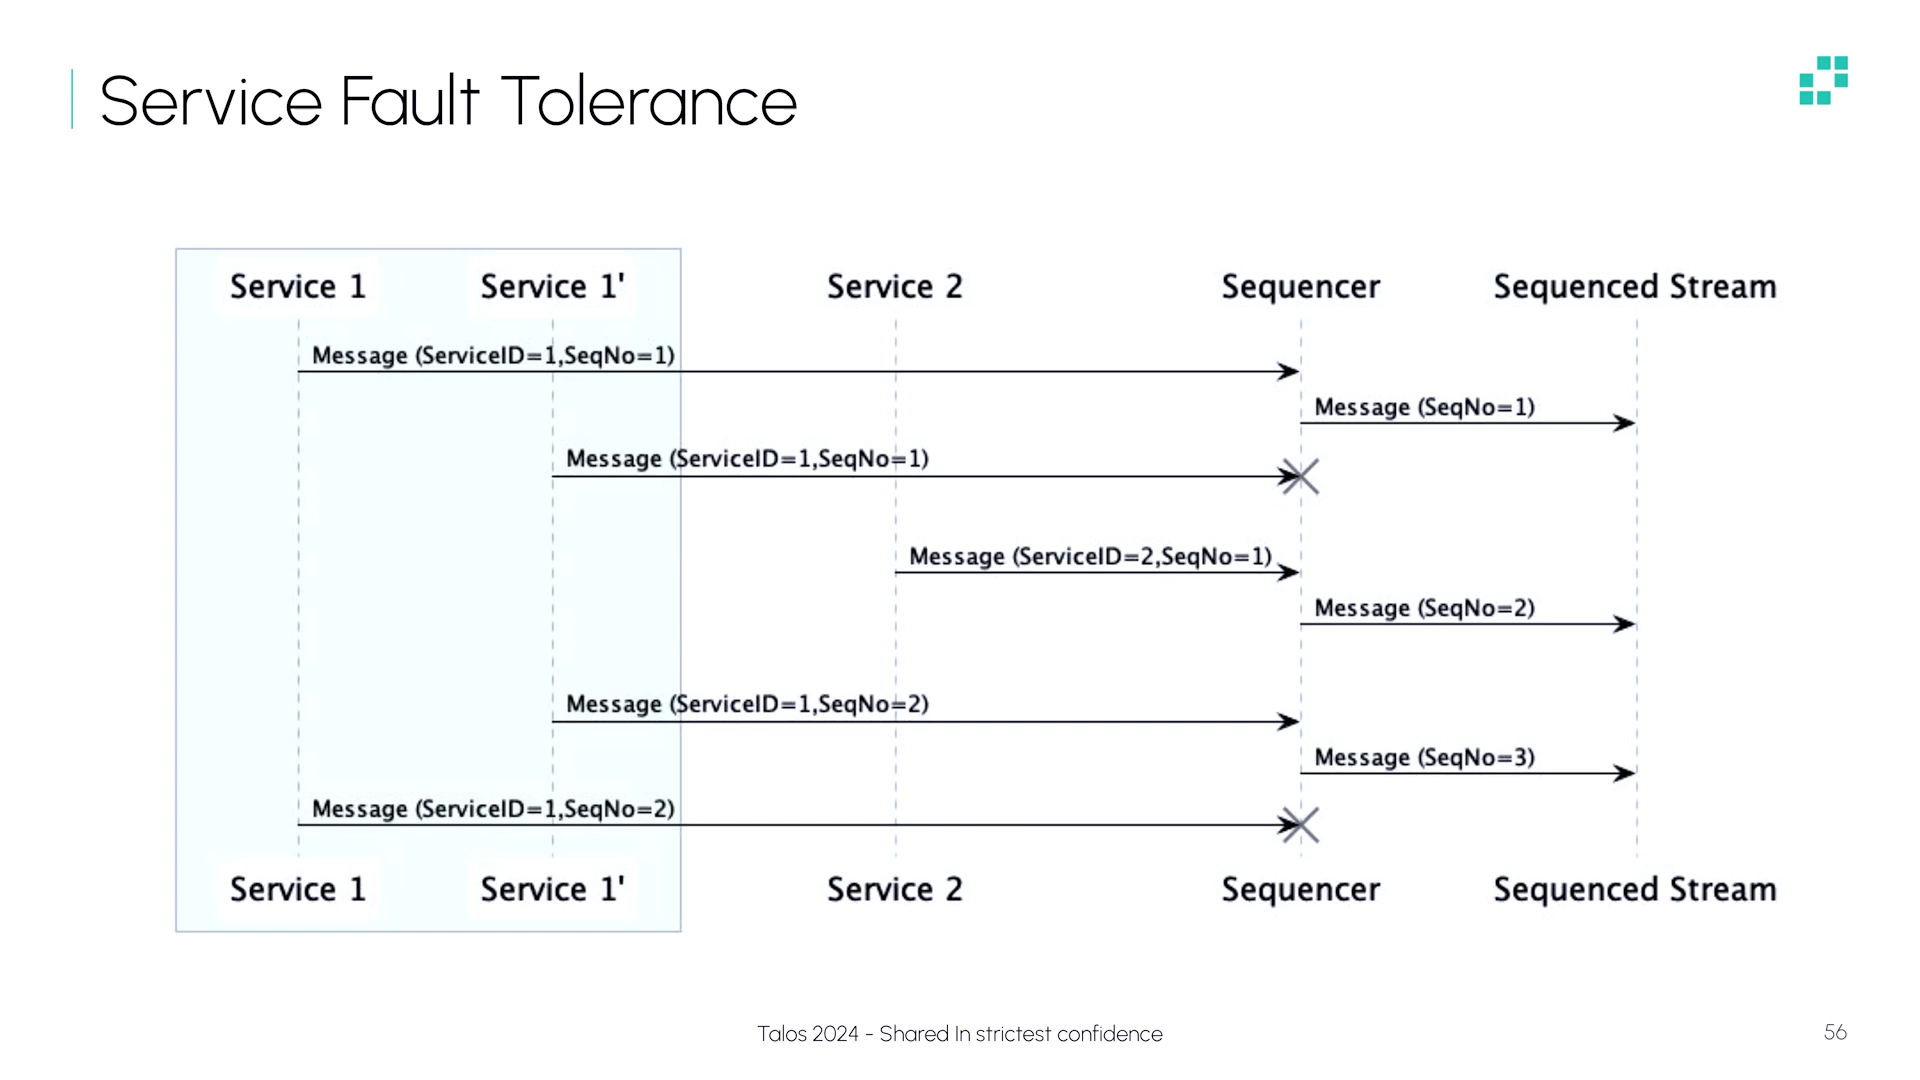 Service Fault Tolerance
Service 1 Service 1' Service 2 Sequencer Sequenced Stream
Message (ServiceID=1,SeqNo=1)
Message (SeqNo=1)
Message (ServiceID=1,SeqNo=1)
Message (ServiceID=2,SeqNo=1)
Message (SeqNo=2)
Message (ServiceID=1,SeqNo=2)
Message (SeqNo=3)
Message (ServiceID=1,SeqNo=2)
Service 1 Service 1' Service 2 Sequencer Sequenced Stream
Talos 2024 - Shared In strictest confidence
56